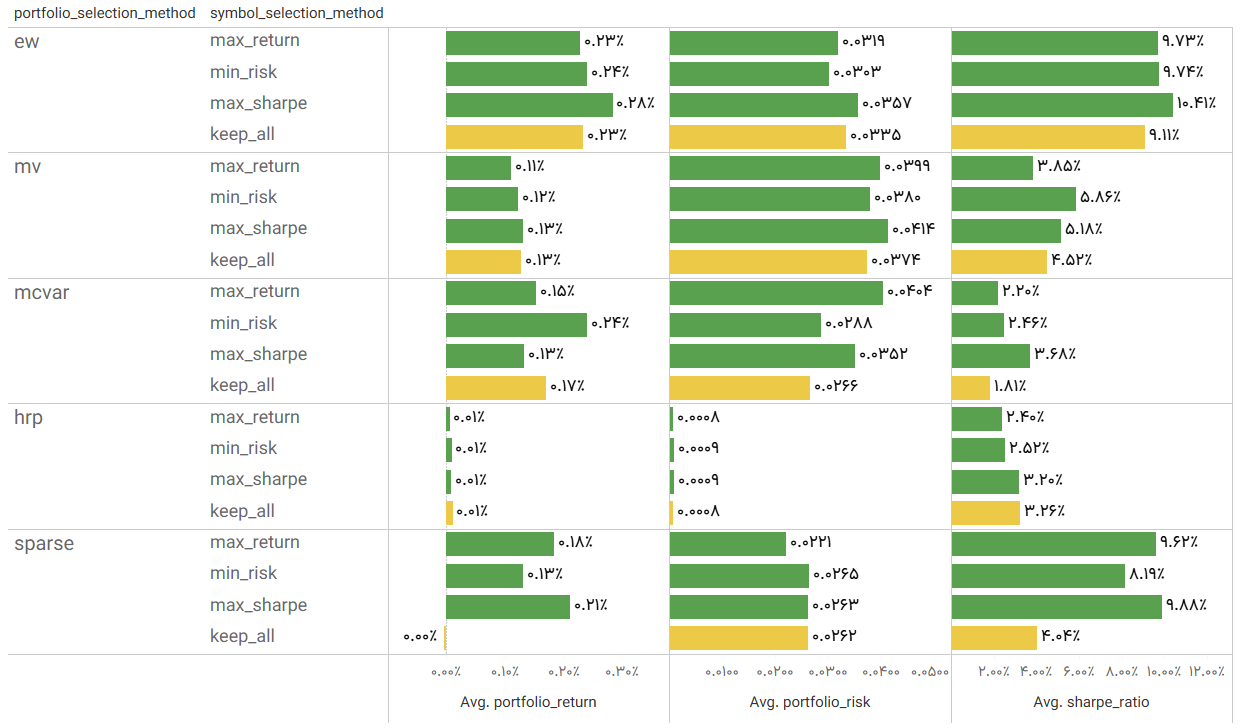 portfolio_selection_method symbol_selection_method
ew max_return ۰.۲۳٪ ۰.۰۳۱۹ ۹.۷۳٪
min_risk ۰.۲۴٪ ۰.۰۳۰۳ ۹.۷۴٪
max_sharpe ۰.۲۸٪ ۰.۰۳۵۷ ۱۰.۴۱٪
keep_all ۰.۲۳٪ ۰.۰۳۳۵ ۹.۱۱٪
mv max_return ۰.۱۱٪ ۰.۰۳۹۹ ۳.۸۵٪
min_risk ۰.۱۲٪ ۰.۰۳۸۰ ۵.۸۶٪
max_sharpe ۰.۱۳٪ ۰.۰۴۱۴ ۵.۱۸٪
keep_all ۰.۱۳٪ ۰.۰۳۷۴ ۴.۵۲٪
mcvar max_return ۰.۱۵٪ ۰.۰۴۰۴ ۲.۲۰٪
min_risk ۰.۲۴٪ ۰.۰۲۸۸ ۲.۴۶٪
max_sharpe ۰.۱۳٪ ۰.۰۳۵۲ ۳.۶۸٪
keep_all ۰.۱۷٪ ۰.۰۲۶۶ ۱.۸۱٪
hrp max_return ۰.۰۱٪ ۰.۰۰۰۸ ۲.۴۰٪
min_risk ۰.۰۱٪ ۰.۰۰۰۹ ۲.۵۲٪
max_sharpe ۰.۰۱٪ ۰.۰۰۰۹ ۳.۲۰٪
keep_all ۰.۰۱٪ ۰.۰۰۰۸ ۳.۲۶٪
sparse max_return ۰.۱۸٪ ۰.۰۲۲۱ ۹.۶۲٪
min_risk ۰.۱۳٪ ۰.۰۲۶۵ ۸.۱۹٪
max_sharpe ۰.۲۱٪ ۰.۰۲۶۳ ۹.۸۸٪
keep_all ۰.۰۰٪ ۰.۰۲۶۲ ۴.۰۴٪
۰.۰۰٪ ۰.۱۰٪ ۰.۲۰٪ ۰.۳۰٪ ۰.۰۱۰۰ ۰.۰۲۰۰ ۰.۰۳۰۰ ۰.۰۴۰۰ ۰.۰۵۰۰ ۲.۰۰٪ ۴.۰۰٪ ۶.۰۰٪ ۸.۰۰٪ ۱۰.۰۰٪ ۱۲.۰۰٪
Avg. portfolio_return Avg. portfolio_risk Avg. sharpe_ratio